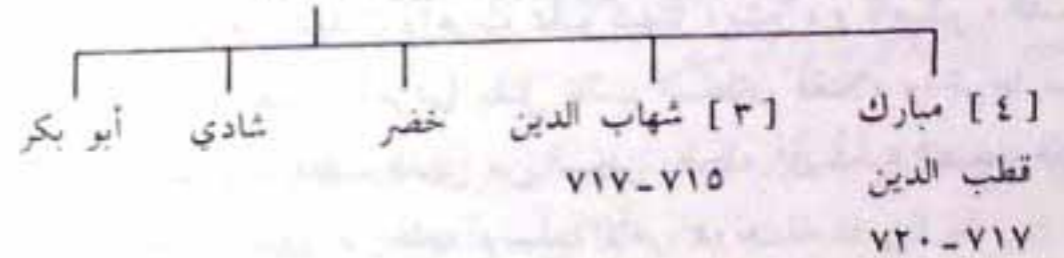 [ ٤ ] مبارك [ ٣ ] شهاب الدين خضر شادي أبو بكر
قطب الدين ٧١٥-٧١٧
٧١٧-٧٢٠